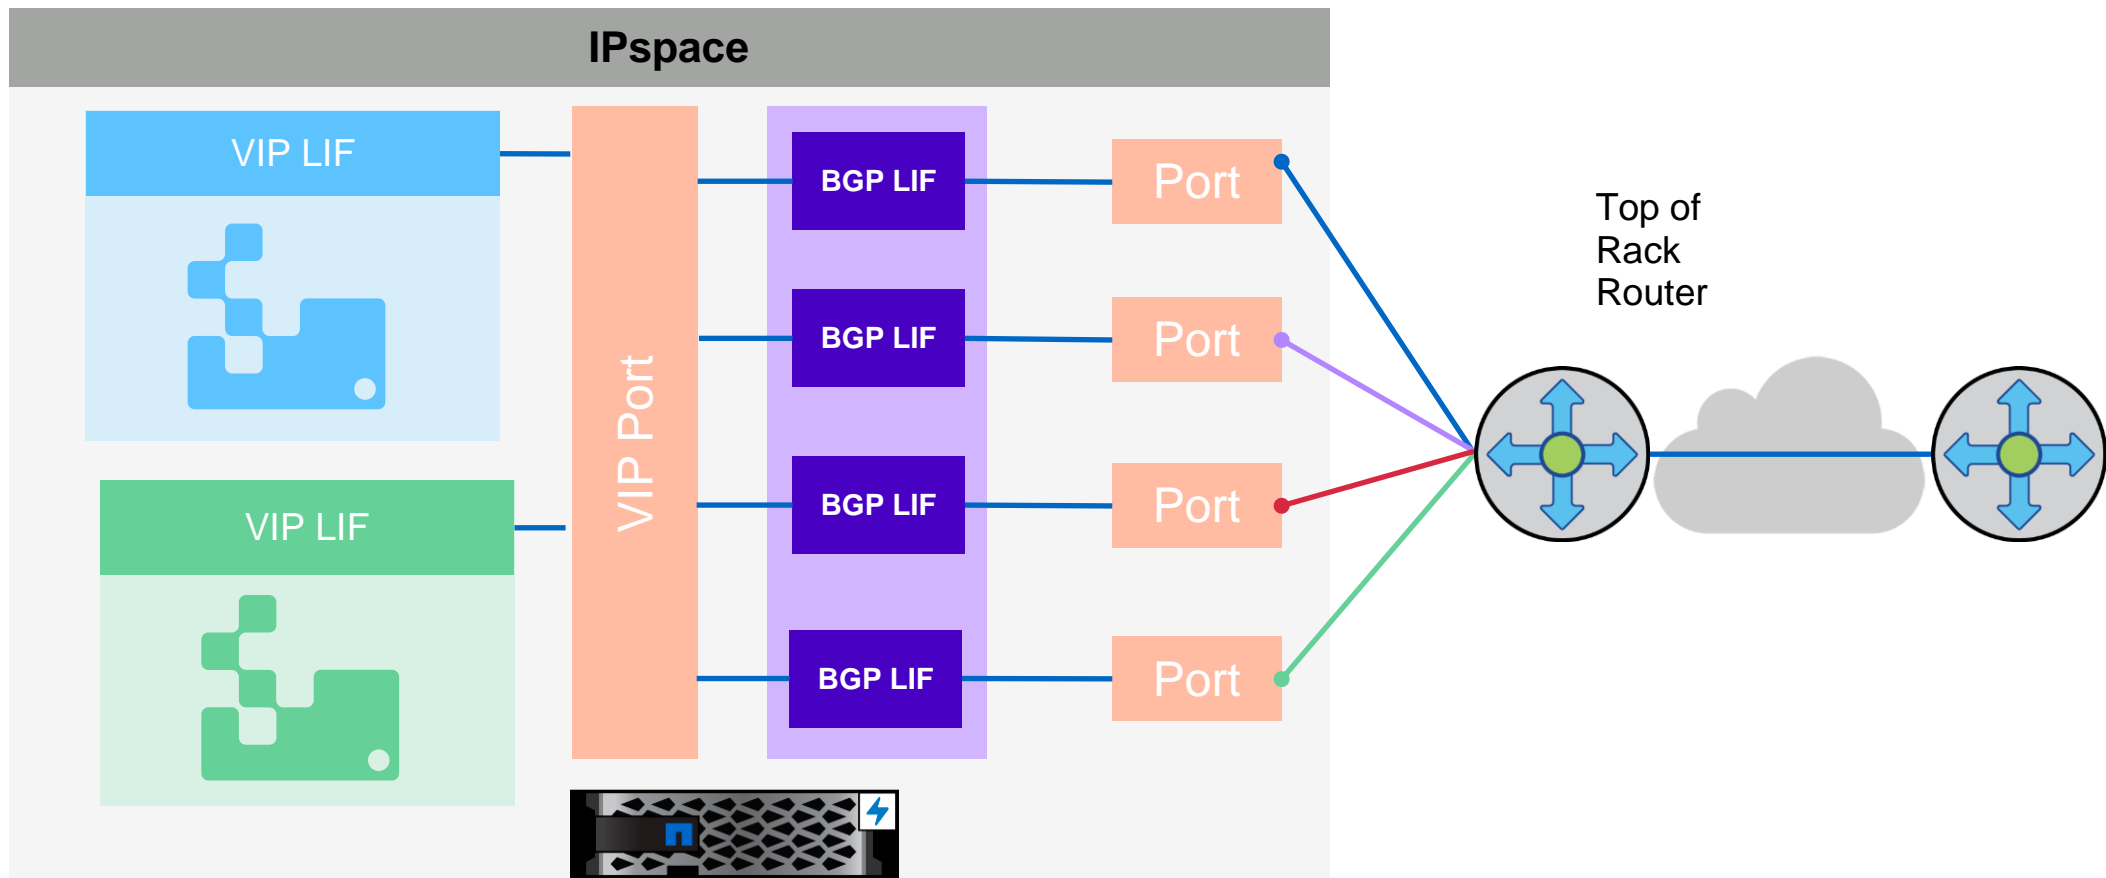 IPspace
VIP LIF
VIP LIF
VIP Port
BGP LIF
BGP LIF
BGP LIF
BGP LIF
Port
Port
Port
Port
Top of
Rack
Router